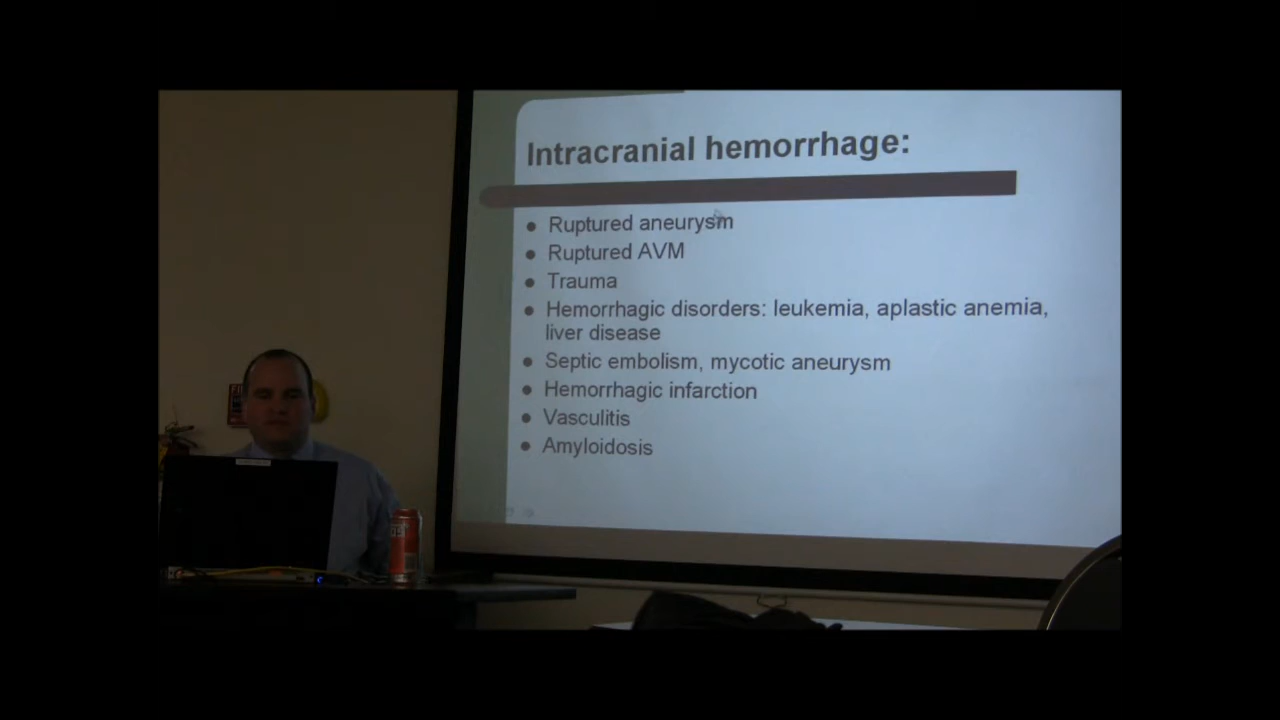 Intracranial hemorrhage:
● Ruptured aneurysm
● Ruptured AVM
● Trauma
● Hemorrhagic disorders: leukemia, aplastic anemia,
liver disease
● Septic embolism, mycotic aneurysm
● Hemorrhagic infarction
● Vasculitis
● Amyloidosis